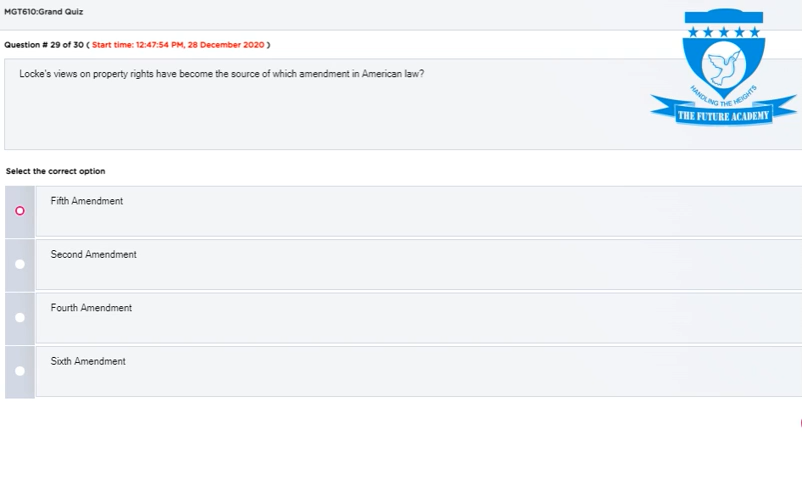 MGT610:Grand Quiz
Question # 29 of 30 ( Start time: 12:47:54 PM, 28 December 2020 )
Locke's views on property rights have become the source of which amendment in American law?
HANDLING THE HEIGHTS
THE FUTURE ACADEMY
Select the correct option
Fifth Amendment
Second Amendment
Fourth Amendment
Sixth Amendment